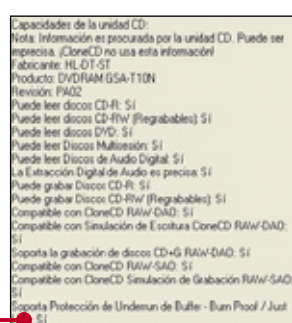 Capacidades de la unidad CD:
Nota: Información es procurada por la unidad CD. Puede ser
imprecisa. ¡CloneCD no usa esta información!
Fabricante: HL-DT-ST
Producto: DVDRAM GSA-T10N
Revisión: PA02
Puede leer discos CD-R: Sí
Puede leer discos CD-RW (Regrabables): Sí
Puede leer discos DVD: Sí
Puede leer Discos Multisesión: Sí
Puede leer Discos de Audio Digital: Sí
La Extracción Digital de Audio es precisa: Sí
Puede grabar Discos CD-R: Sí
Puede grabar Discos CD-RW (Regrabables): Sí
Compatible con CloneCD RAW-DAO: Sí
Compatible con Simulación de Escritura CloneCD RAW-DAO:
Sí
Soporta la grabación de discos CD+G RAW-DAO: Sí
Compatible con CloneCD RAW-SAO: Sí
Compatible con CloneCD Simulación de Grabación RAW-SAO:
Sí
Soporta Protección de Underrun de Buffer - Burn Proof / Just
Sí